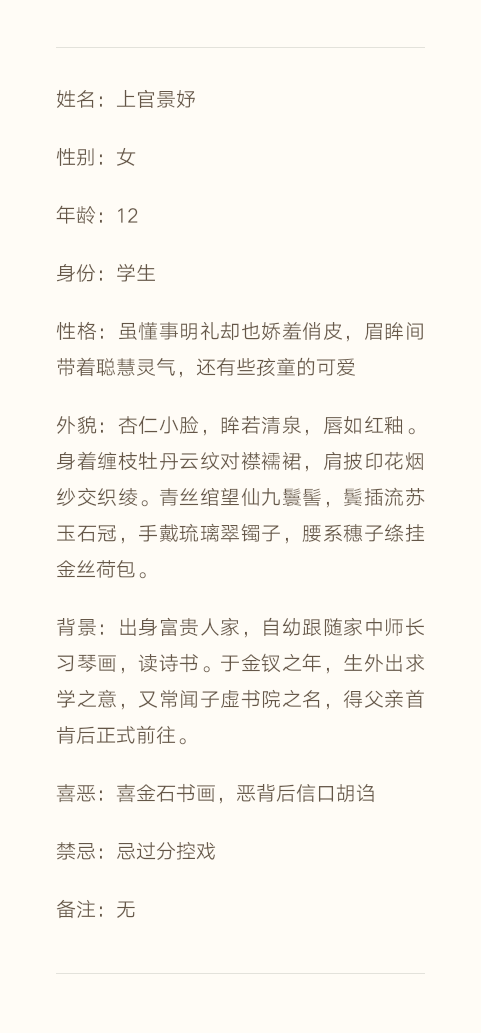 姓名：上官景妤
性别：女
年龄：12
身份：学生
性格：虽懂事明礼却也娇羞俏皮，眉眸间
带着聪慧灵气，还有些孩童的可爱
外貌：杏仁小脸，眸若清泉，唇如红釉。
身着缠枝牡丹云纹对襟襦裙，肩披印花烟
纱交织绫。青丝绾望仙九鬟髻，鬓插流苏
玉石冠，手戴琉璃翠镯子，腰系穗子绦挂
金丝荷包。
背景：出身富贵人家，自幼跟随家中师长
习琴画，读诗书。于金钗之年，生外出求
学之意，又常闻子虚书院之名，得父亲首
肯后正式前往。
喜恶：喜金石书画，恶背后信口胡诌
禁忌：忌过分控戏
备注：无